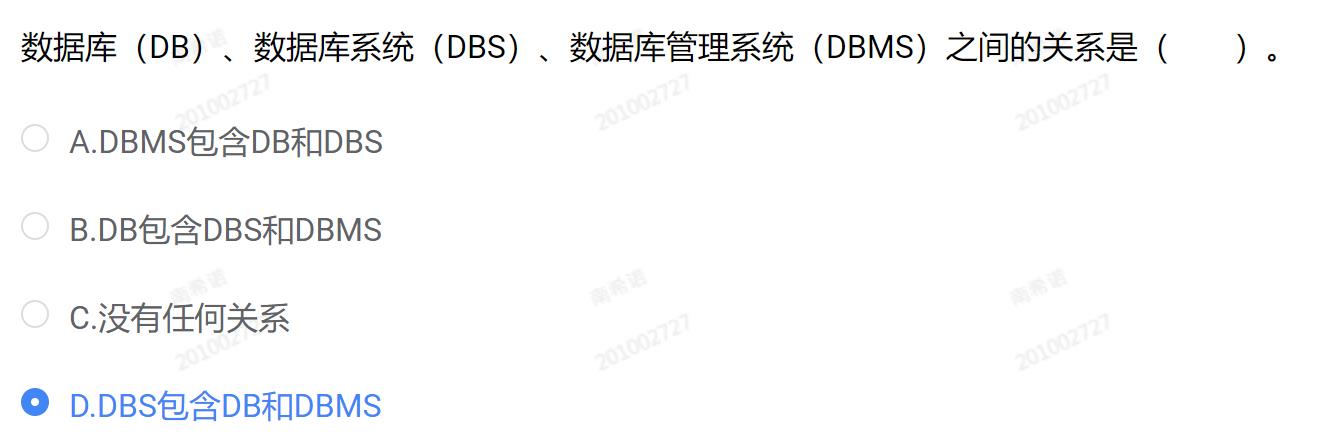 数据库（DB）、数据库系统（DBS）、数据库管理系统（DBMS）之间的关系是（　　）。
201002727 201002727 201002727
A.DBMS包含DB和DBS
B.DB包含DBS和DBMS
南希诺 南希诺 南希诺
C.没有任何关系
201002727 201002727 201002727
D.DBS包含DB和DBMS